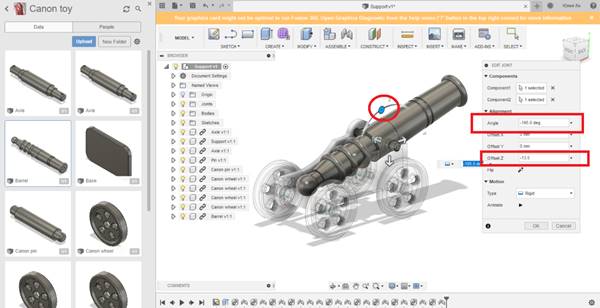 Canon toy
Support v1*
Data
People
Your graphics card might not be optimal to run Fusion 360. Open Graphics Diagnostic from the help menu ("?" button in the top right corner) for more information.
Upload
New Folder
MODEL
SKETCH
CREATE
MODIFY
ASSEMBLE
CONSTRUCT
INSPECT
INSERT
MAKE
ADD-INS
SELECT
BROWSER
Support v1
Document Settings
Named Views
Origin
Joints
Bodies
Sketches
Axle v1:1
Support v1:1
Axle v1:1
Pin v1:1
Canon pin v1:1
Canon wheel v1:1
Canon wheel v1:1
Canon wheel v1:1
Canon wheel v1:1
Barrel v1:1
Axle
Axle
Barrel
Base
Canon pin
Canon wheel
EDIT JOINT
Components
Component1
1 selected
Component2
1 selected
Alignment
Angle
-165.0 deg
Offset Y
0 mm
Offset Z
-13.5
Flip
Motion
Type
Rigid
Animate
OK
Cancel
COMMENTS